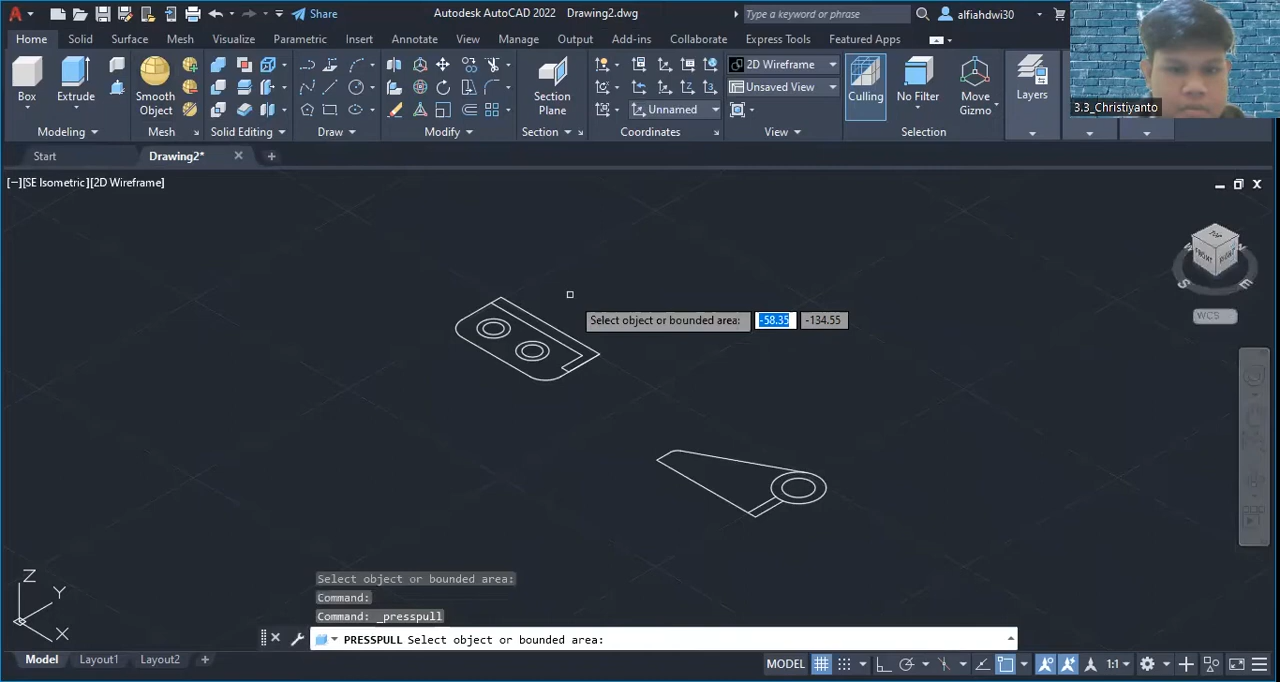 A Share Autodesk AutoCAD 2022 Drawing2.dwg Type a keyword or phrase alfiahdwi30
Home Solid Surface Mesh Visualize Parametric Insert Annotate View Manage Output Add-ins Collaborate Express Tools Featured Apps
3.3_Christiyanto
2D Wireframe
Unsaved View
Unnamed
Box Extrude Smooth Object Section Plane Culling No Filter Move Gizmo Layers
Modeling Mesh Solid Editing Draw Modify Section Coordinates View Selection
Start Drawing2*
[−][SE Isometric][2D Wireframe]
TOP
FRONT RIGHT
S E
WCS
Select object or bounded area: -58.35 -134.55
Z
Y
X
Select object or bounded area:
Command:
Command: _presspull
PRESSPULL Select object or bounded area:
Model Layout1 Layout2 + MODEL 1:1